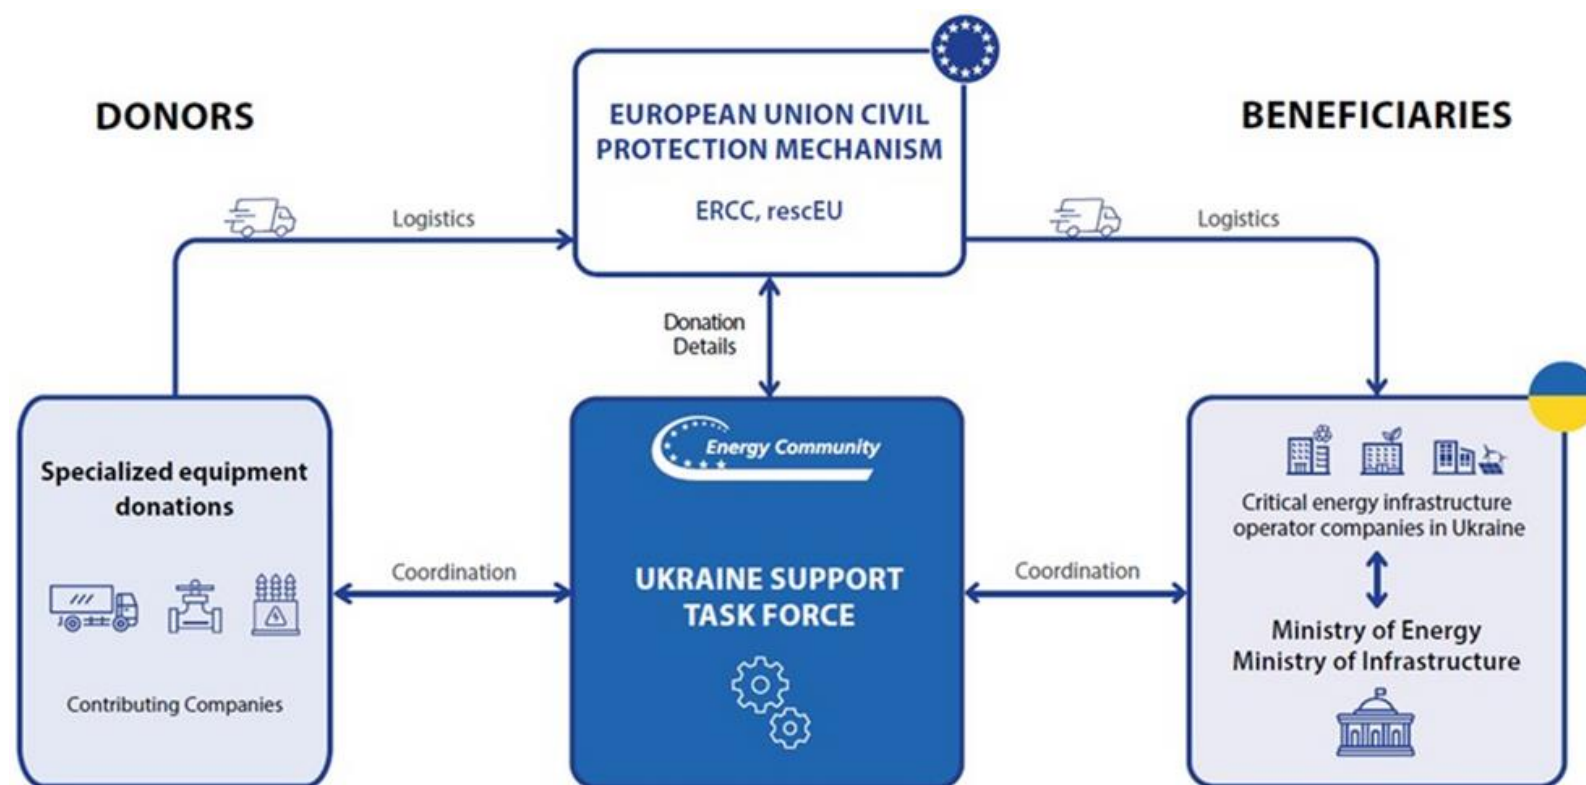 DONORS
EUROPEAN UNION CIVIL
PROTECTION MECHANISM
ERCC, rescEU
BENEFICIARIES
Logistics
Logistics
Donation
Details
Specialized equipment
donations
Contributing Companies
Coordination
Energy Community
UKRAINE SUPPORT
TASK FORCE
Coordination
Critical energy infrastructure
operator companies in Ukraine
Ministry of Energy
Ministry of Infrastructure